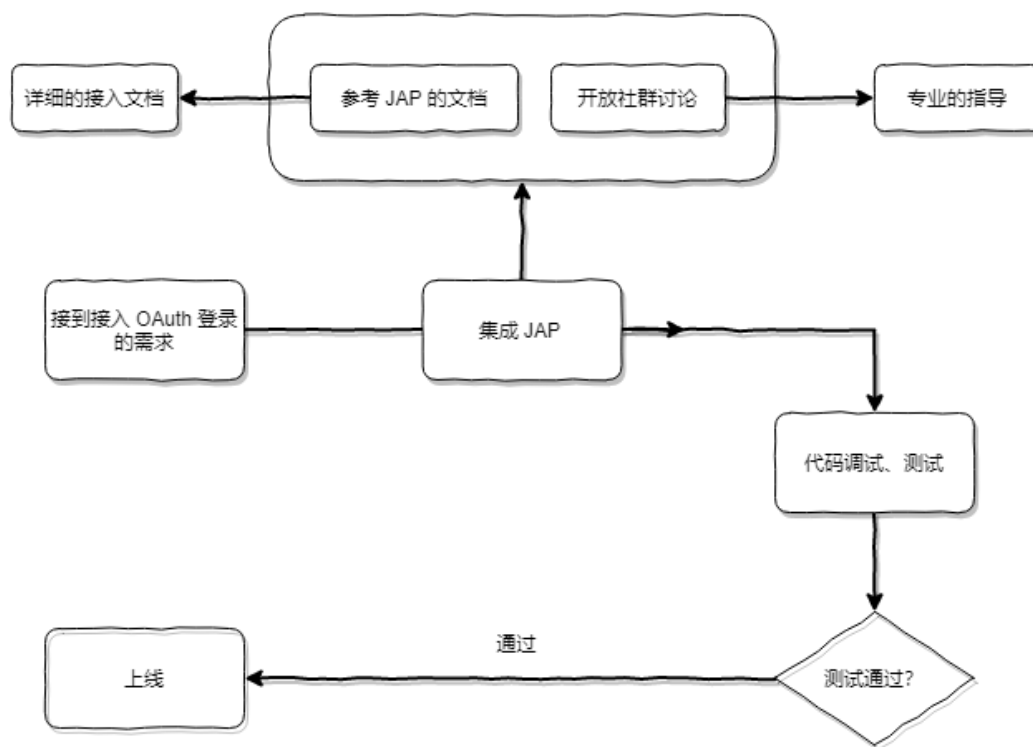 详细的接入文档
参考 JAP 的文档
开放社群讨论
专业的指导
接到接入 OAuth 登录
的需求
集成 JAP
代码调试、测试
通过
上线
测试通过?